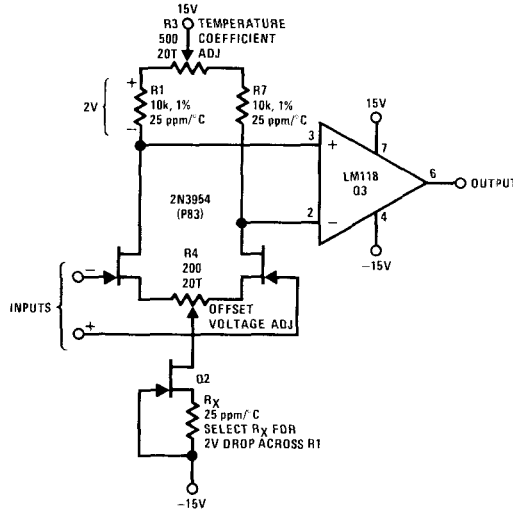 15V
R3 TEMPERATURE
500 COEFFICIENT
20T ADJ
+
2V
R1
10k, 1%
25 ppm/°C
−
R7
10k, 1%
25 ppm/°C
15V
3 +
7
LM118
Q3
6
OUTPUT
2 −
4
−15V
2N3954
(P83)
R4
200
20T
−
INPUTS
+
OFFSET
VOLTAGE ADJ
Q2
RX
25 ppm/°C
SELECT RX FOR
2V DROP ACROSS R1
−15V